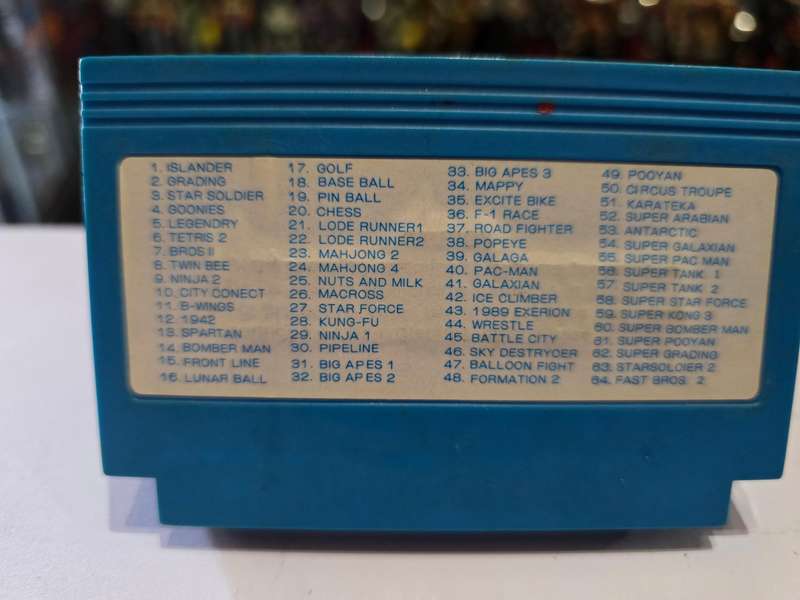 1. ISLANDER
2. GRADING
3. STAR SOLDIER
4. GOONIES
5. LEGENDRY
6. TETRIS 2
7. BROS II
8. TWIN BEE
9. NINJA 2
10. CITY CONECT
11. B-WINGS
12. 1942
13. SPARTAN
14. BOMBER MAN
15. FRONT LINE
16. LUNAR BALL
17. GOLF
18. BASE BALL
19. PIN BALL
20. CHESS
21. LODE RUNNER1
22. LODE RUNNER2
23. MAHJONG 2
24. MAHJONG 4
25. NUTS AND MILK
26. MACROSS
27. STAR FORCE
28. KUNG-FU
29. NINJA 1
30. PIPELINE
31. BIG APES 1
32. BIG APES 2
33. BIG APES 3
34. MAPPY
35. EXCITE BIKE
36. F-1 RACE
37. ROAD FIGHTER
38. POPEYE
39. GALAGA
40. PAC-MAN
41. GALAXIAN
42. ICE CLIMBER
43. 1989 EXERION
44. WRESTLE
45. BATTLE CITY
46. SKY DESTRYCER
47. BALLOON FIGHT
48. FORMATION 2
49. POOYAN
50. CIRCUS TROUPE
51. KARATEKA
52. SUPER ARABIAN
53. ANTARCTIC
54. SUPER GALAXIAN
55. SUPER PAC MAN
56. SUPER TANK 1
57. SUPER TANK 2
58. SUPER STAR FORCE
59. SUPER KONG 3
60. SUPER BOMBER MAN
61. SUPER POOYAN
62. SUPER GRADING
63. STARSOLOIER 2
64. FAST BROS. 2